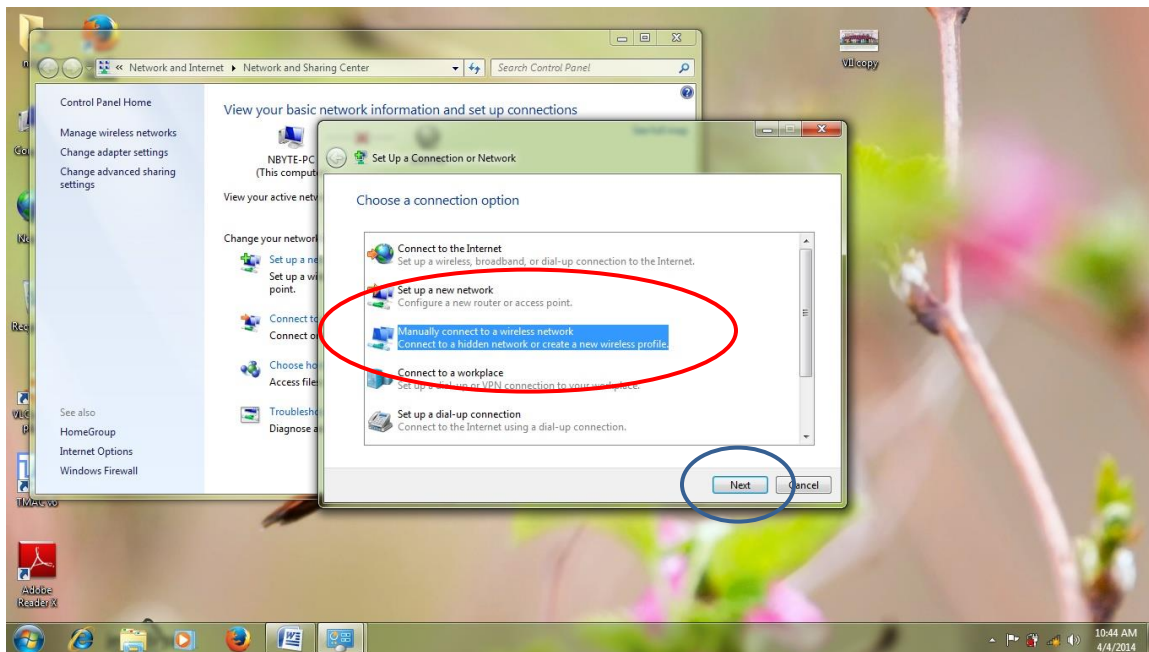 VLI copy
Network and Internet
Network and Sharing Center
Search Control Panel
Control Panel Home
Manage wireless networks
Change adapter settings
Change advanced sharing
settings
See also
HomeGroup
Internet Options
Windows Firewall
View your basic network information and set up connections
See full map
NBYTE-PC
(This compute
View your active netw
Change your network
Set up a ne
Set up a wi
point.
Connect to
Connect or
Choose ho
Access files
Troublesho
Diagnose a
Set Up a Connection or Network
Choose a connection option
Connect to the Internet
Set up a wireless, broadband, or dial-up connection to the Internet.
Set up a new network
Configure a new router or access point.
Manually connect to a wireless network
Connect to a hidden network or create a new wireless profile.
Connect to a workplace
Set up a dial-up or VPN connection to your workplace.
Set up a dial-up connection
Connect to the Internet using a dial-up connection.
Next
Cancel
Adobe
Reader X
10:44 AM
4/4/2014